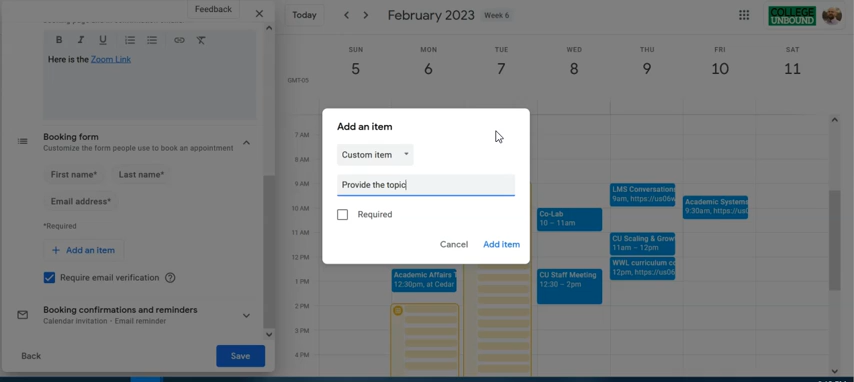 Feedback
Today
February 2023
Week 6
COLLEGE
UNBOUND
B I U
Here is the Zoom Link
SUN MON TUE WED THU FRI SAT
5 6 7 8 9 10 11
GMT-05
Booking form
Customize the form people use to book an appointment
First name*
Last name*
Email address*
*Required
+ Add an item
Require email verification
Booking confirmations and reminders
Calendar invitation · Email reminder
Back
Save
Add an item
Custom item
Provide the topic
Required
Cancel
Add item
7 AM
8 AM
9 AM
10 AM
11 AM
12 PM
1 PM
2 PM
3 PM
4 PM
Academic Affairs
12:30pm, at Cedar
Co-Lab
10 – 11am
CU Staff Meeting
12:30 – 2pm
LMS Conversations
9am, https://us06w
CU Scaling & Grow
11am – 12pm
WWL curriculum co
12pm, https://us06
Academic Systems
9:30am, https://us0